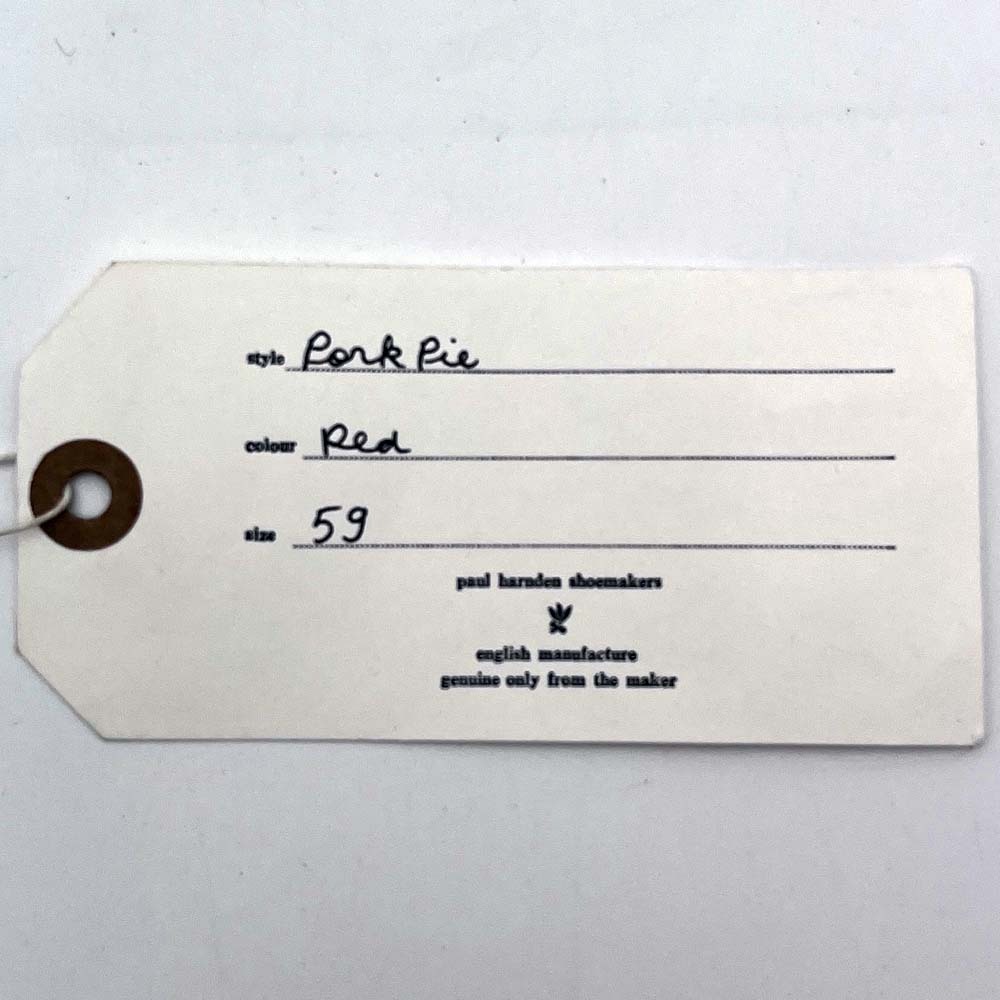 style Pork Pie
colour Red
size 59
paul harnden shoemakers
english manufacture
genuine only from the maker